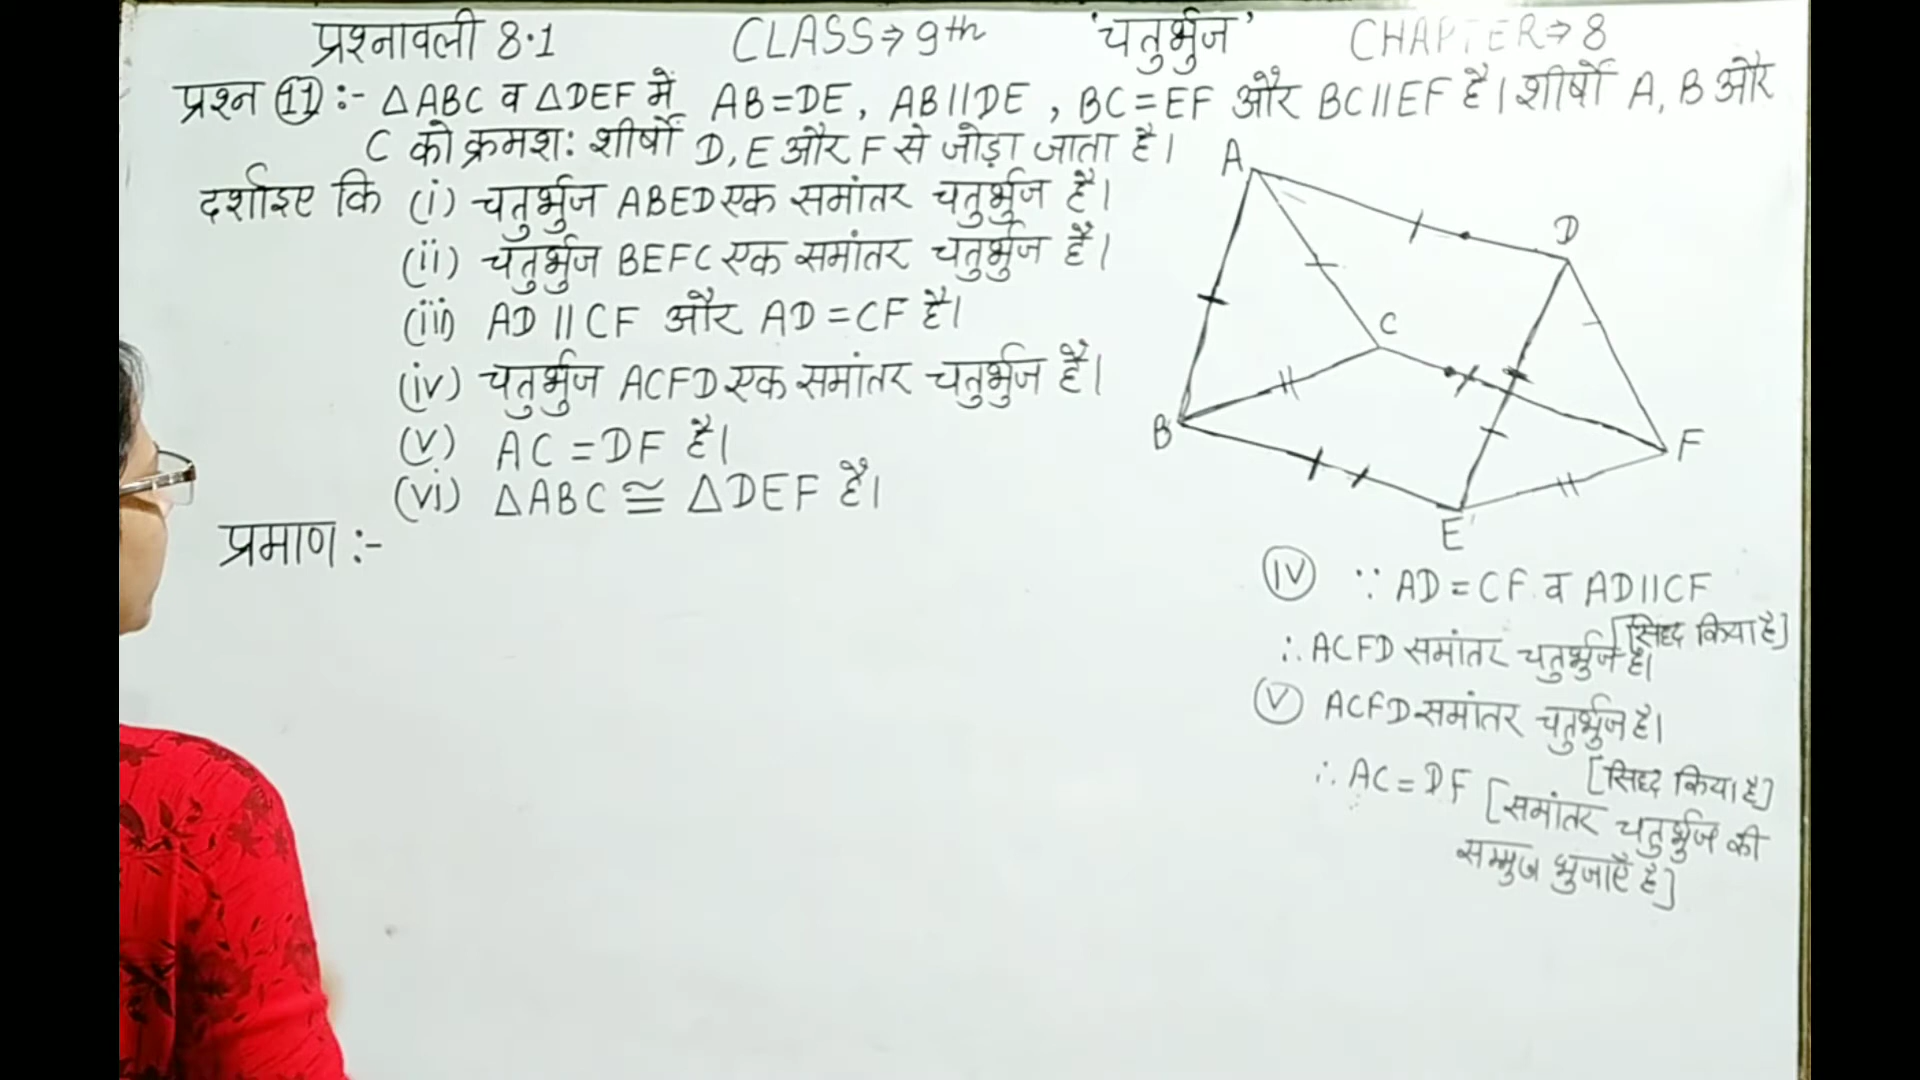 प्रश्नावली 8.1 CLASS⇒9th 'चतुर्भुज' CHAPTER⇒8
प्रश्न (11):- △ABC व △DEF में AB=DE, AB||DE, BC=EF और BC||EF है। शीर्षों A, B और
C को क्रमश: शीर्षों D, E और F से जोड़ा जाता है।
दर्शाइए कि (i) चतुर्भुज ABED एक समांतर चतुर्भुज है।
(ii) चतुर्भुज BEFC एक समांतर चतुर्भुज है।
(iii) AD || CF और AD = CF है।
(iv) चतुर्भुज ACFD एक समांतर चतुर्भुज है।
(v) AC = DF है।
(vi) △ABC ≅ △DEF है।
प्रमाण :-
A
D
C
B
F
E
(IV) ∵ AD = CF व AD||CF
[सिद्ध किया है]
∴ ACFD समांतर चतुर्भुज है।
(V) ACFD समांतर चतुर्भुज है।
[सिद्ध किया है]
∴ AC = DF [समांतर चतुर्भुज की
सम्मुख भुजाएँ है]